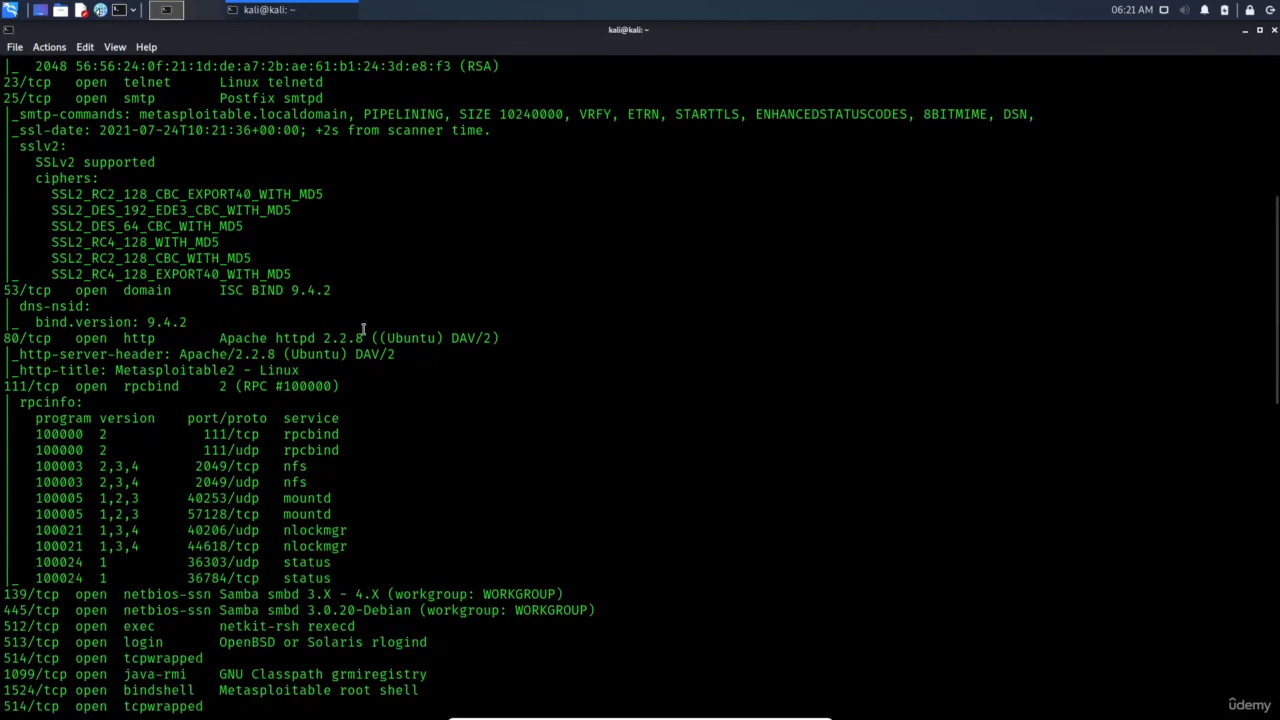 kali@kali: ~
06:21 AM
kali@kali: ~
File Actions Edit View Help
|_  2048 56:56:24:0f:21:1d:de:a7:2b:ae:61:b1:24:3d:e8:f3 (RSA)
23/tcp   open  telnet      Linux telnetd
25/tcp   open  smtp        Postfix smtpd
|_smtp-commands: metasploitable.localdomain, PIPELINING, SIZE 10240000, VRFY, ETRN, STARTTLS, ENHANCEDSTATUSCODES, 8BITMIME, DSN,
|_ssl-date: 2021-07-24T10:21:36+00:00; +2s from scanner time.
| sslv2:
|   SSLv2 supported
|   ciphers:
|     SSL2_RC2_128_CBC_EXPORT40_WITH_MD5
|     SSL2_DES_192_EDE3_CBC_WITH_MD5
|     SSL2_DES_64_CBC_WITH_MD5
|     SSL2_RC4_128_WITH_MD5
|     SSL2_RC2_128_CBC_WITH_MD5
|_    SSL2_RC4_128_EXPORT40_WITH_MD5
53/tcp   open  domain      ISC BIND 9.4.2
| dns-nsid:
|_  bind.version: 9.4.2
80/tcp   open  http        Apache httpd 2.2.8 ((Ubuntu) DAV/2)
|_http-server-header: Apache/2.2.8 (Ubuntu) DAV/2
|_http-title: Metasploitable2 - Linux
111/tcp  open  rpcbind     2 (RPC #100000)
| rpcinfo:
|   program version    port/proto  service
|   100000  2            111/tcp   rpcbind
|   100000  2            111/udp   rpcbind
|   100003  2,3,4       2049/tcp   nfs
|   100003  2,3,4       2049/udp   nfs
|   100005  1,2,3      40253/udp   mountd
|   100005  1,2,3      57128/tcp   mountd
|   100021  1,3,4      40206/udp   nlockmgr
|   100021  1,3,4      44618/tcp   nlockmgr
|   100024  1          36303/udp   status
|_  100024  1          36784/tcp   status
139/tcp  open  netbios-ssn Samba smbd 3.X - 4.X (workgroup: WORKGROUP)
445/tcp  open  netbios-ssn Samba smbd 3.0.20-Debian (workgroup: WORKGROUP)
512/tcp  open  exec        netkit-rsh rexecd
513/tcp  open  login       OpenBSD or Solaris rlogind
514/tcp  open  tcpwrapped
1099/tcp open  java-rmi    GNU Classpath grmiregistry
1524/tcp open  bindshell   Metasploitable root shell
514/tcp  open  tcpwrapped
ûdemy